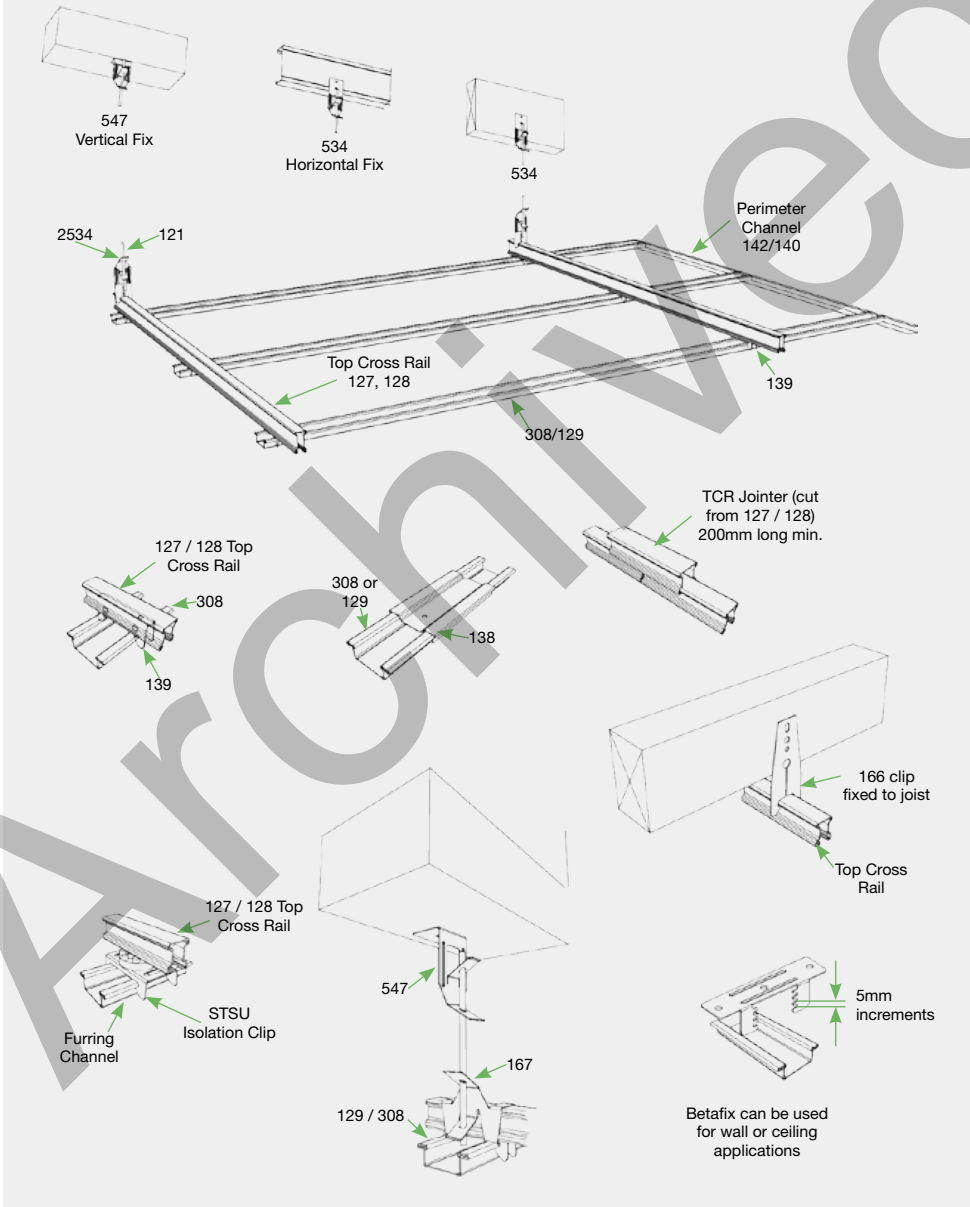 547
Vertical Fix
534
Horizontal Fix
534
2534
121
Perimeter
Channel
142/140
Top Cross Rail
127, 128
139
308/129
TCR Jointer (cut
from 127 / 128)
200mm long min.
127 / 128 Top
Cross Rail
308
139
308 or
129
138
166 clip
fixed to joist
Top Cross
Rail
127 / 128 Top
Cross Rail
STSU
Isolation Clip
Furring
Channel
547
167
129 / 308
5mm
increments
Betafix can be used
for wall or ceiling
applications
Archived